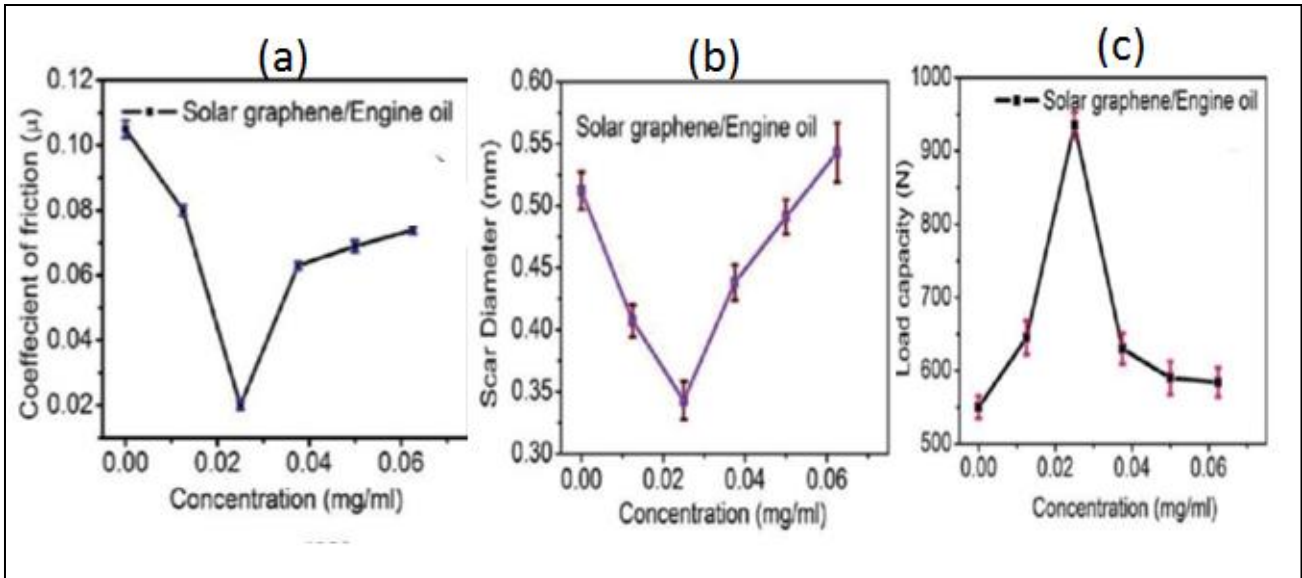 (a)
Coeffecient of friction (μ)
0.12
0.10
0.08
0.06
0.04
0.02
Solar graphene/Engine oil
0.00 0.02 0.04 0.06
Concentration (mg/ml)
(b)
Scar Diameter (mm)
0.60
0.55
0.50
0.45
0.40
0.35
0.30
Solar graphene/Engine oil
0.00 0.02 0.04 0.06
Concentration (mg/ml)
(c)
Load capacity (N)
1000
900
800
700
600
500
Solar graphene/Engine oil
0.00 0.02 0.04 0.06
Concentration (mg/ml)